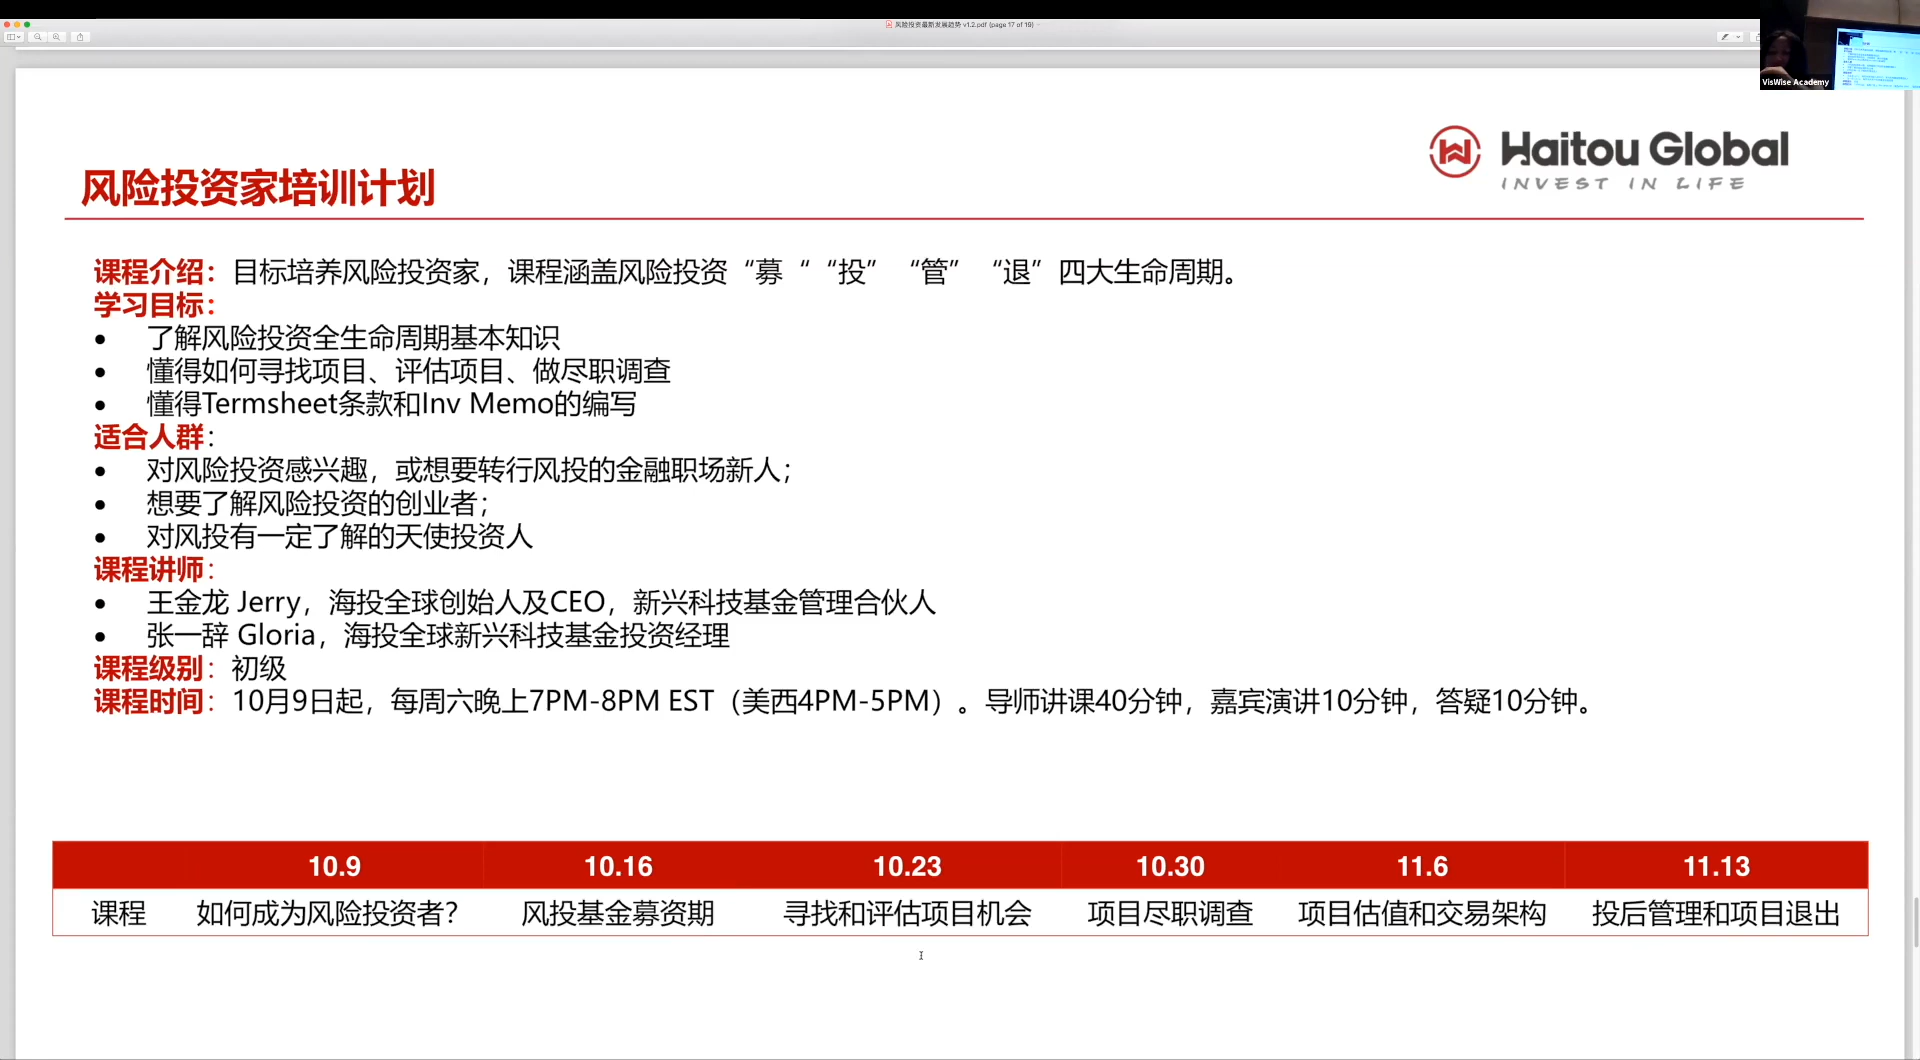 风险投资最新发展趋势 v1.2.pdf (page 17 of 19)
VisWise Academy
Haitou Global
INVEST IN LIFE
风险投资家培训计划
课程介绍：目标培养风险投资家，课程涵盖风险投资“募““投”“管”“退”四大生命周期。
学习目标：
• 了解风险投资全生命周期基本知识
• 懂得如何寻找项目、评估项目、做尽职调查
• 懂得Termsheet条款和Inv Memo的编写
适合人群：
• 对风险投资感兴趣，或想要转行风投的金融职场新人；
• 想要了解风险投资的创业者；
• 对风投有一定了解的天使投资人
课程讲师：
• 王金龙 Jerry，海投全球创始人及CEO，新兴科技基金管理合伙人
• 张一辞 Gloria，海投全球新兴科技基金投资经理
课程级别：初级
课程时间：10月9日起，每周六晚上7PM-8PM EST（美西4PM-5PM）。导师讲课40分钟，嘉宾演讲10分钟，答疑10分钟。
10.9 10.16 10.23 10.30 11.6 11.13
课程 如何成为风险投资者？ 风投基金募资期 寻找和评估项目机会 项目尽职调查 项目估值和交易架构 投后管理和项目退出